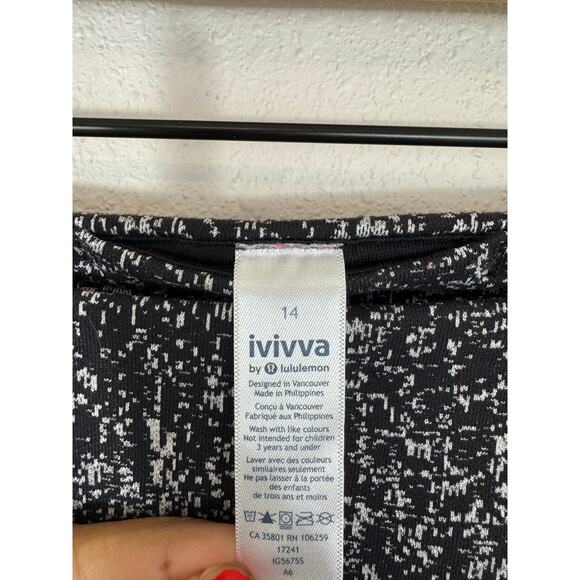 14
ivivva
by lululemon
Designed in Vancouver
Made in Philippines
Conçu à Vancouver
Fabriqué aux Philippines
Wash with like colours
Not intended for children
3 years and under
Laver avec des couleurs
similaires seulement
Ne pas laisser à la portée
des enfants
de trois ans et moins
CA 35801 RN 106259
17241
IG5675S
A6